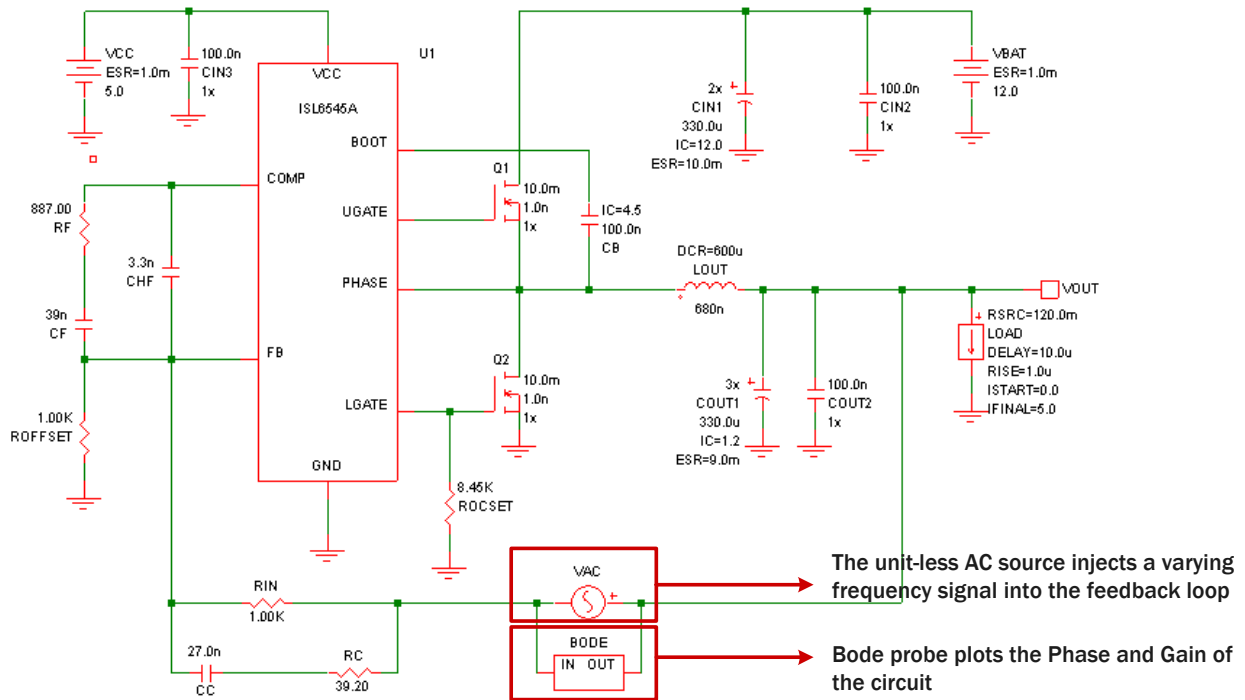 VCC
ESR=1.0m
5.0
100.0n
CIN3
1x
U1
VCC
ISL6545A
BOOT
COMP
UGATE
PHASE
FB
LGATE
GND
887.00
RF
3.3n
CHF
39n
CF
1.00K
ROFFSET
Q1
10.0m
1.0n
1x
IC=4.5
100.0n
CB
2x
CIN1
330.0u
IC=12.0
ESR=10.0m
100.0n
CIN2
1x
VBAT
ESR=1.0m
12.0
DCR=600u
LOUT
680n
VOUT
Q2
10.0m
1.0n
1x
3x
COUT1
330.0u
IC=1.2
ESR=9.0m
100.0n
COUT2
1x
RSRC=120.0m
LOAD
DELAY=10.0u
RISE=1.0u
ISTART=0.0
IFINAL=5.0
8.45K
ROCSET
RIN
1.00K
27.0n
CC
RC
39.20
VAC
BODE
IN OUT
The unit-less AC source injects a varying
frequency signal into the feedback loop
Bode probe plots the Phase and Gain of
the circuit